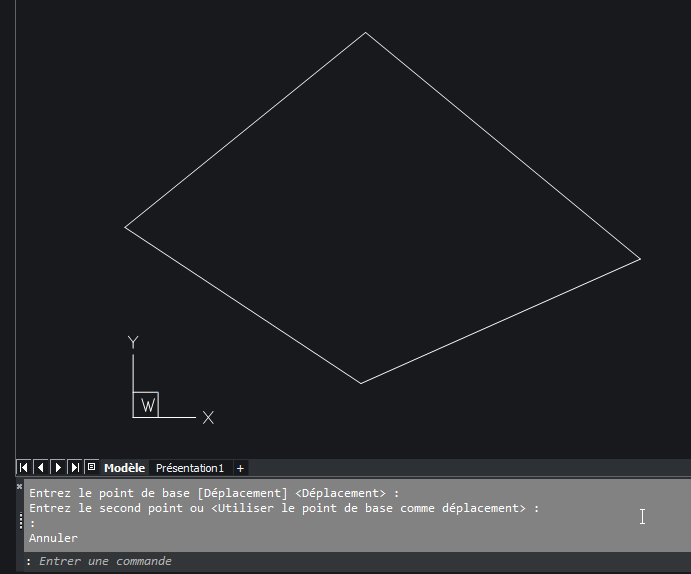 Y
W
X
Modèle Présentation1 +
Entrez le point de base [Déplacement] <Déplacement> :
Entrez le second point ou <Utiliser le point de base comme déplacement> :
:
Annuler
: Entrer une commande